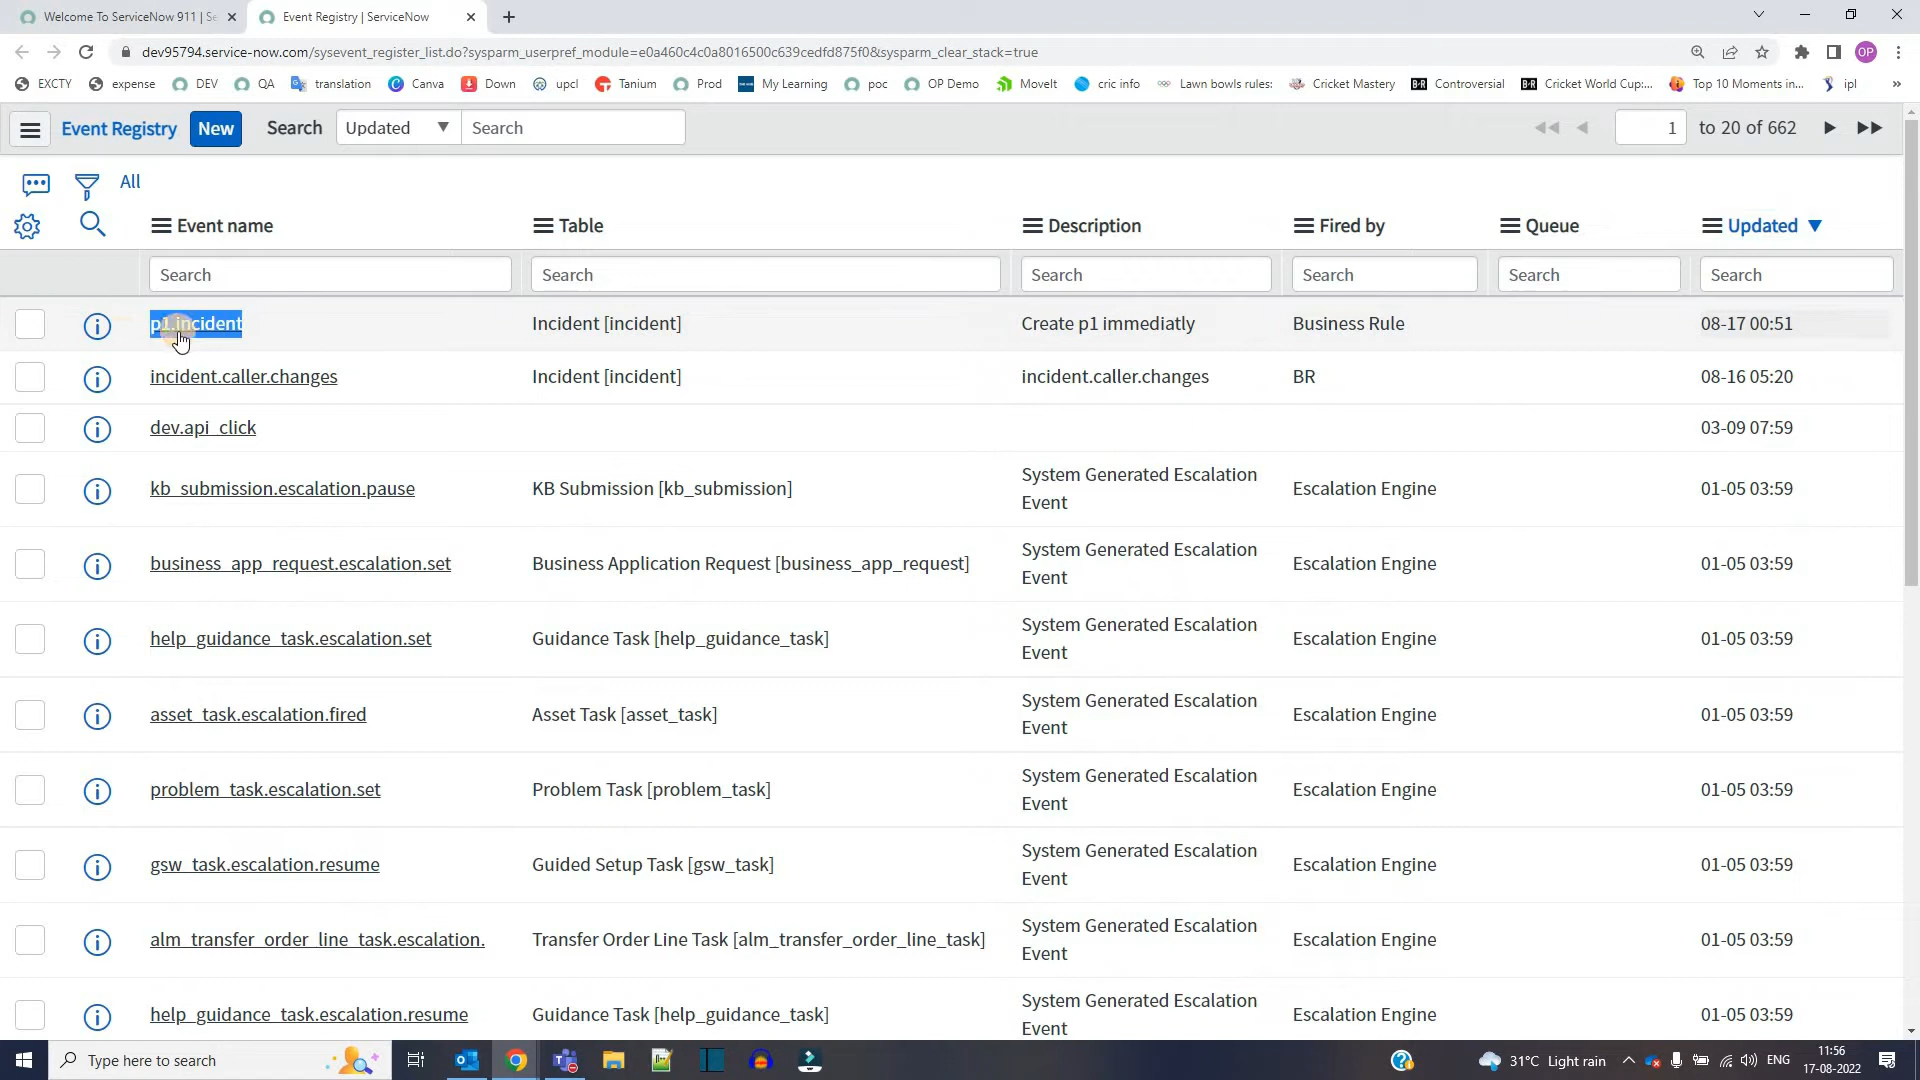 Welcome To ServiceNow 911 | Se
Event Registry | ServiceNow
dev95794.service-now.com/sysevent_register_list.do?sysparm_userpref_module=e0a460c4c0a8016500c639cedfd875f0&sysparm_clear_stack=true
OP
EXCTY expense DEV QA translation Canva Down upcl Tanium Prod My Learning poc OP Demo MoveIt cric info Lawn bowls rules: Cricket Mastery B/R Controversial B/R Cricket World Cup:... Top 10 Moments in... ipl »
Event Registry New Search Updated Search 1 to 20 of 662
All
Event name Table Description Fired by Queue Updated
Search Search Search Search Search Search
p1.incident Incident [incident] Create p1 immediatly Business Rule 08-17 00:51
incident.caller.changes Incident [incident] incident.caller.changes BR 08-16 05:20
dev.api_click 03-09 07:59
kb_submission.escalation.pause KB Submission [kb_submission] System Generated Escalation Event Escalation Engine 01-05 03:59
business_app_request.escalation.set Business Application Request [business_app_request] System Generated Escalation Event Escalation Engine 01-05 03:59
help_guidance_task.escalation.set Guidance Task [help_guidance_task] System Generated Escalation Event Escalation Engine 01-05 03:59
asset_task.escalation.fired Asset Task [asset_task] System Generated Escalation Event Escalation Engine 01-05 03:59
problem_task.escalation.set Problem Task [problem_task] System Generated Escalation Event Escalation Engine 01-05 03:59
gsw_task.escalation.resume Guided Setup Task [gsw_task] System Generated Escalation Event Escalation Engine 01-05 03:59
alm_transfer_order_line_task.escalation. Transfer Order Line Task [alm_transfer_order_line_task] System Generated Escalation Event Escalation Engine 01-05 03:59
help_guidance_task.escalation.resume Guidance Task [help_guidance_task] System Generated Escalation Event Escalation Engine 01-05 03:59
Type here to search
31°C Light rain
ENG
11:56
17-08-2022